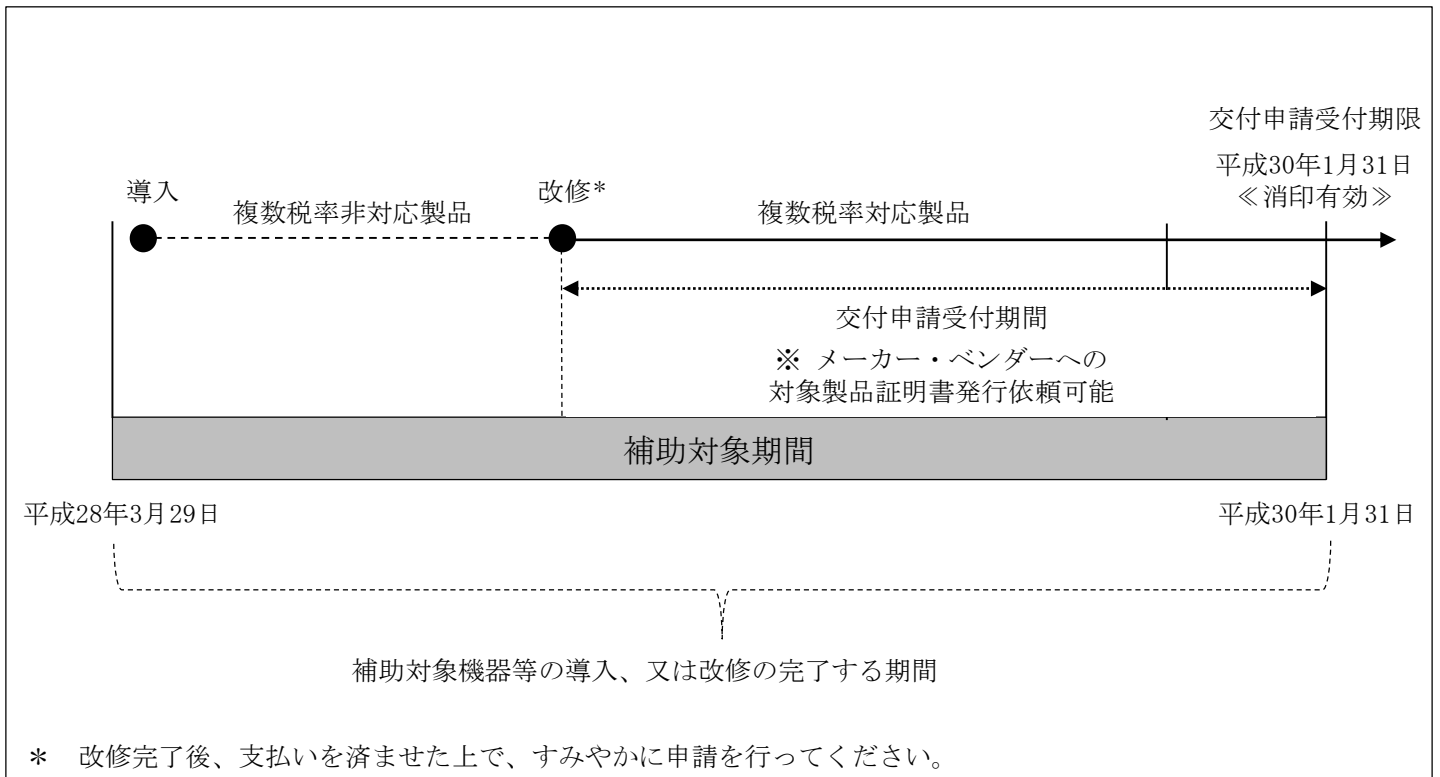 交付申請受付期限
平成30年1月31日
≪消印有効≫
導入
複数税率非対応製品
改修*
複数税率対応製品
交付申請受付期間
※ メーカー・ベンダーへの
対象製品証明書発行依頼可能
補助対象期間
平成28年3月29日
平成30年1月31日
補助対象機器等の導入、又は改修の完了する期間
* 改修完了後、支払いを済ませた上で、すみやかに申請を行ってください。